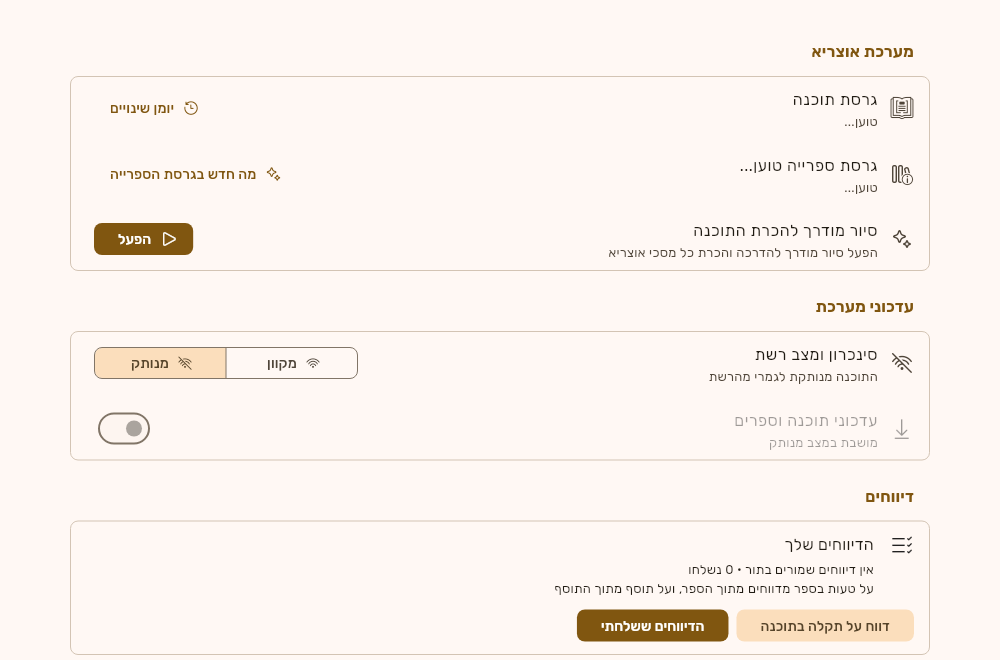 מערכת אוצריא
גרסת תוכנה
טוען...
יומן שינויים
גרסת ספרייה טוען...
טוען...
מה חדש בגרסת הספרייה
סיור מודרך להכרת התוכנה
הפעל סיור מודרך להדרכה והכרת כל מסכי אוצריא
הפעל
עדכוני מערכת
סינכרון ומצב רשת
התוכנה מנותקת לגמרי מהרשת
מקוון
מנותק
עדכוני תוכנה וספרים
מושבת במצב מנותק
דיווחים
הדיווחים שלך
אין דיווחים שמורים בתור • 0 נשלחו
על טעות בספר מדווחים מתוך הספר, ועל תוסף מתוך התוסף
דווח על תקלה בתוכנה
הדיווחים ששלחתי